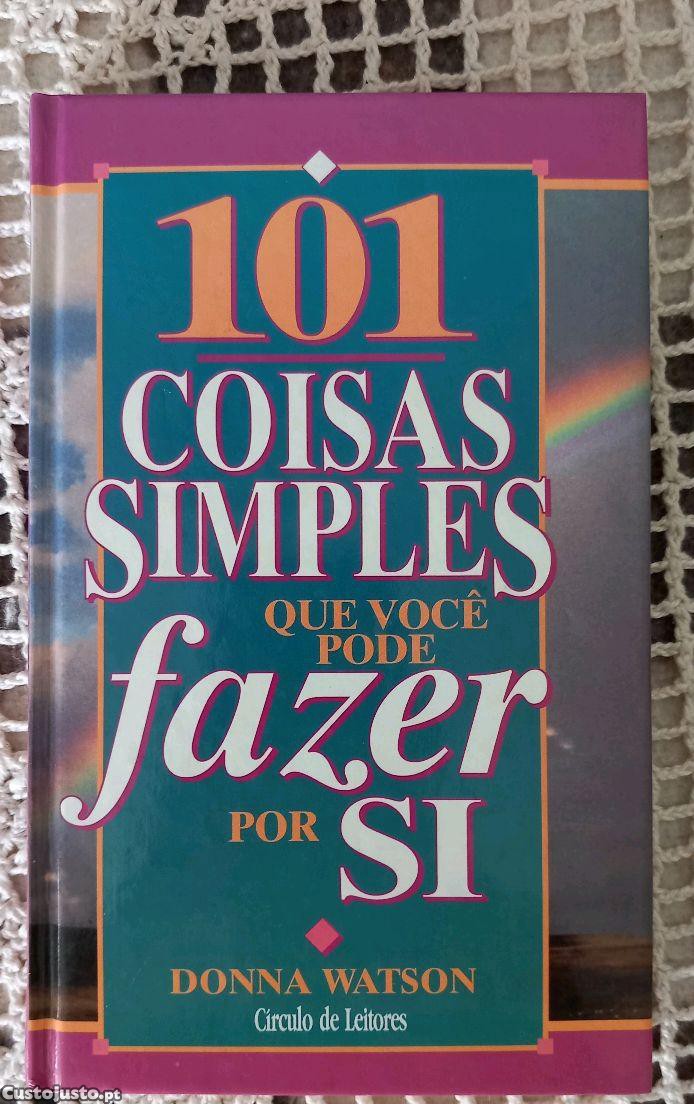 101
COISAS
SIMPLES
QUE VOCÊ
PODE
fazer
POR SI
DONNA WATSON
Círculo de Leitores
Custojusto.pt